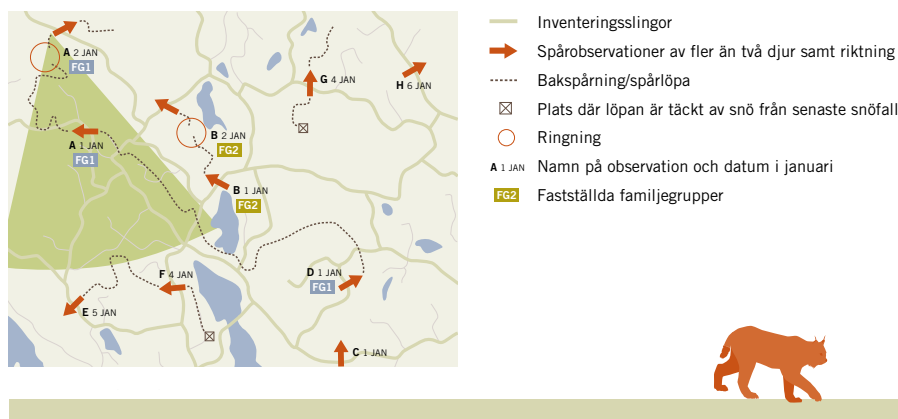 A 2 JAN
FG1
G 4 JAN
H 6 JAN
B 2 JAN
FG2
A 1 JAN
FG1
B 1 JAN
FG2
F 4 JAN
D 1 JAN
FG1
E 5 JAN
C 1 JAN
Inventeringsslingor
Spårobservationer av fler än två djur samt riktning
Bakspårning/spårlöpa
Plats där löpan är täckt av snö från senaste snöfall
Ringning
A 1 JAN Namn på observation och datum i januari
FG2 Fastställda familjegrupper